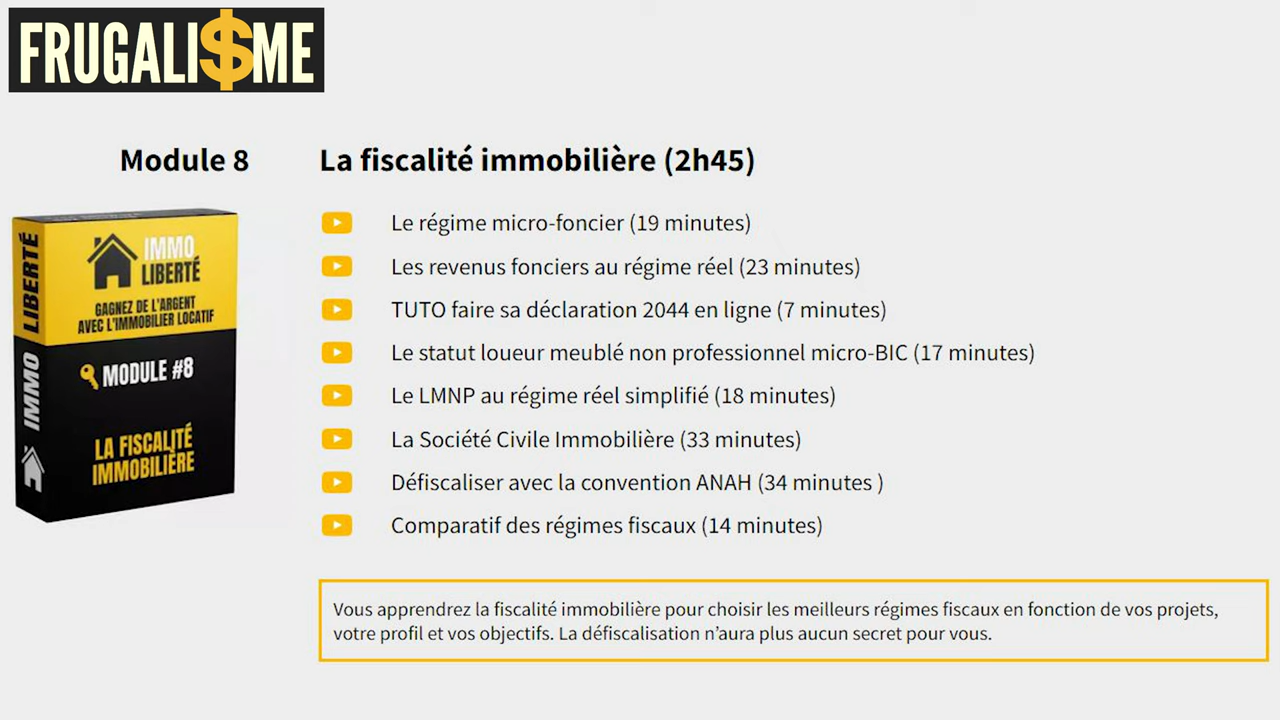 FRUGALI$ME
Module 8
La fiscalité immobilière (2h45)
Le régime micro-foncier (19 minutes)
Les revenus fonciers au régime réel (23 minutes)
TUTO faire sa déclaration 2044 en ligne (7 minutes)
Le statut loueur meublé non professionnel micro-BIC (17 minutes)
Le LMNP au régime réel simplifié (18 minutes)
La Société Civile Immobilière (33 minutes)
Défiscaliser avec la convention ANAH (34 minutes )
Comparatif des régimes fiscaux (14 minutes)
IMMO
LIBERTÉ
GAGNEZ DE L'ARGENT
AVEC L'IMMOBILIER LOCATIF
MODULE #8
LA FISCALITÉ
IMMOBILIÈRE
IMMO LIBERTÉ
Vous apprendrez la fiscalité immobilière pour choisir les meilleurs régimes fiscaux en fonction de vos projets,
votre profil et vos objectifs. La défiscalisation n'aura plus aucun secret pour vous.